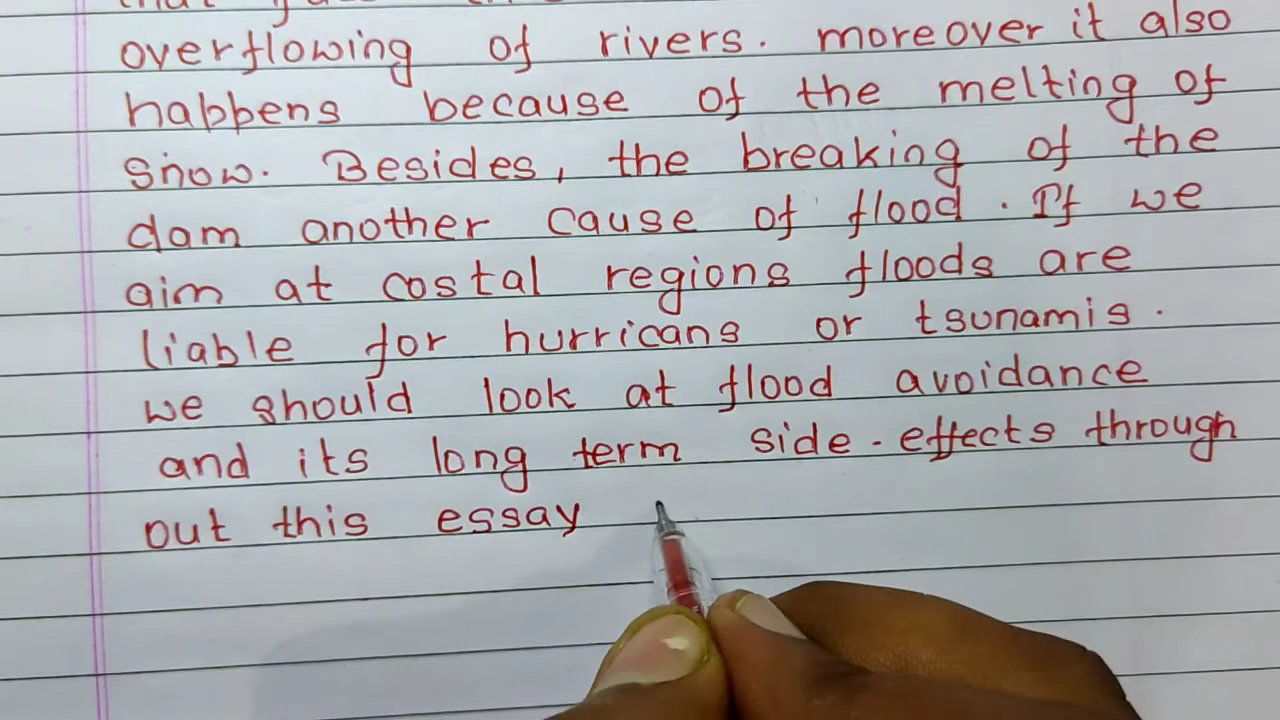 overflowing of rivers. moreover it also
happens because of the melting of
snow. Besides, the breaking of the
dam another cause of flood. If we
aim at costal regions floods are
liable for hurricans or tsunamis.
we should look at flood avoidance
and its long term side-effects through
out this essay